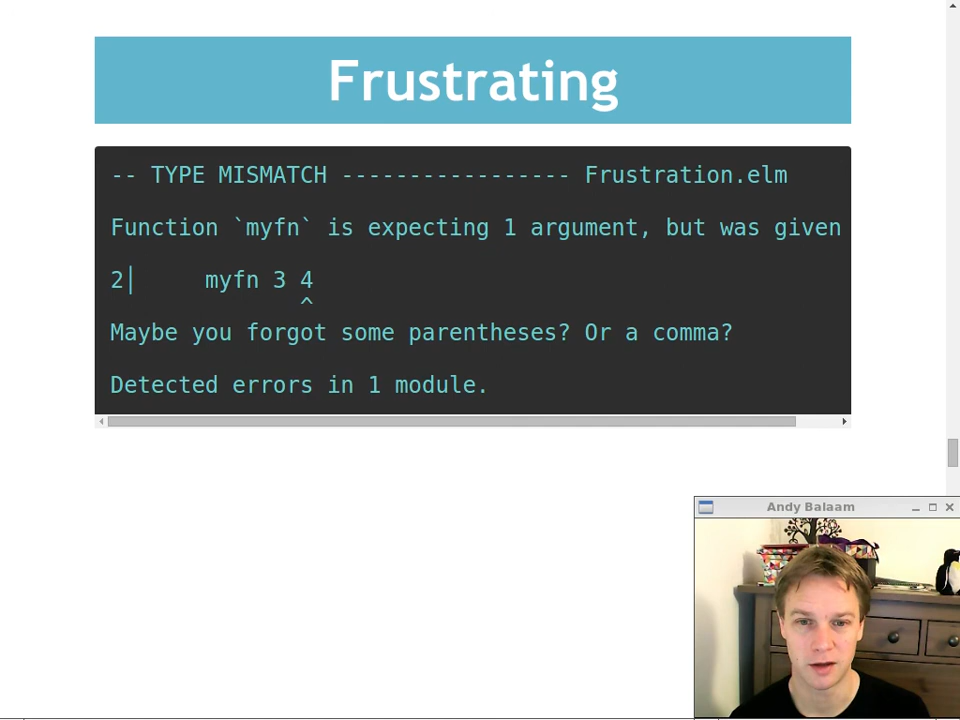 Frustrating
-- TYPE MISMATCH ----------------- Frustration.elm
Function `myfn` is expecting 1 argument, but was given
2|     myfn 3 4
^
Maybe you forgot some parentheses? Or a comma?
Detected errors in 1 module.
Andy Balaam